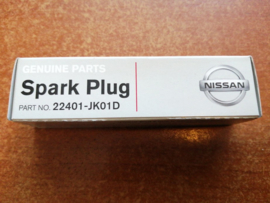 GENUINE PARTS
Spark Plug
PART NO. 22401-JK01D
NISSAN